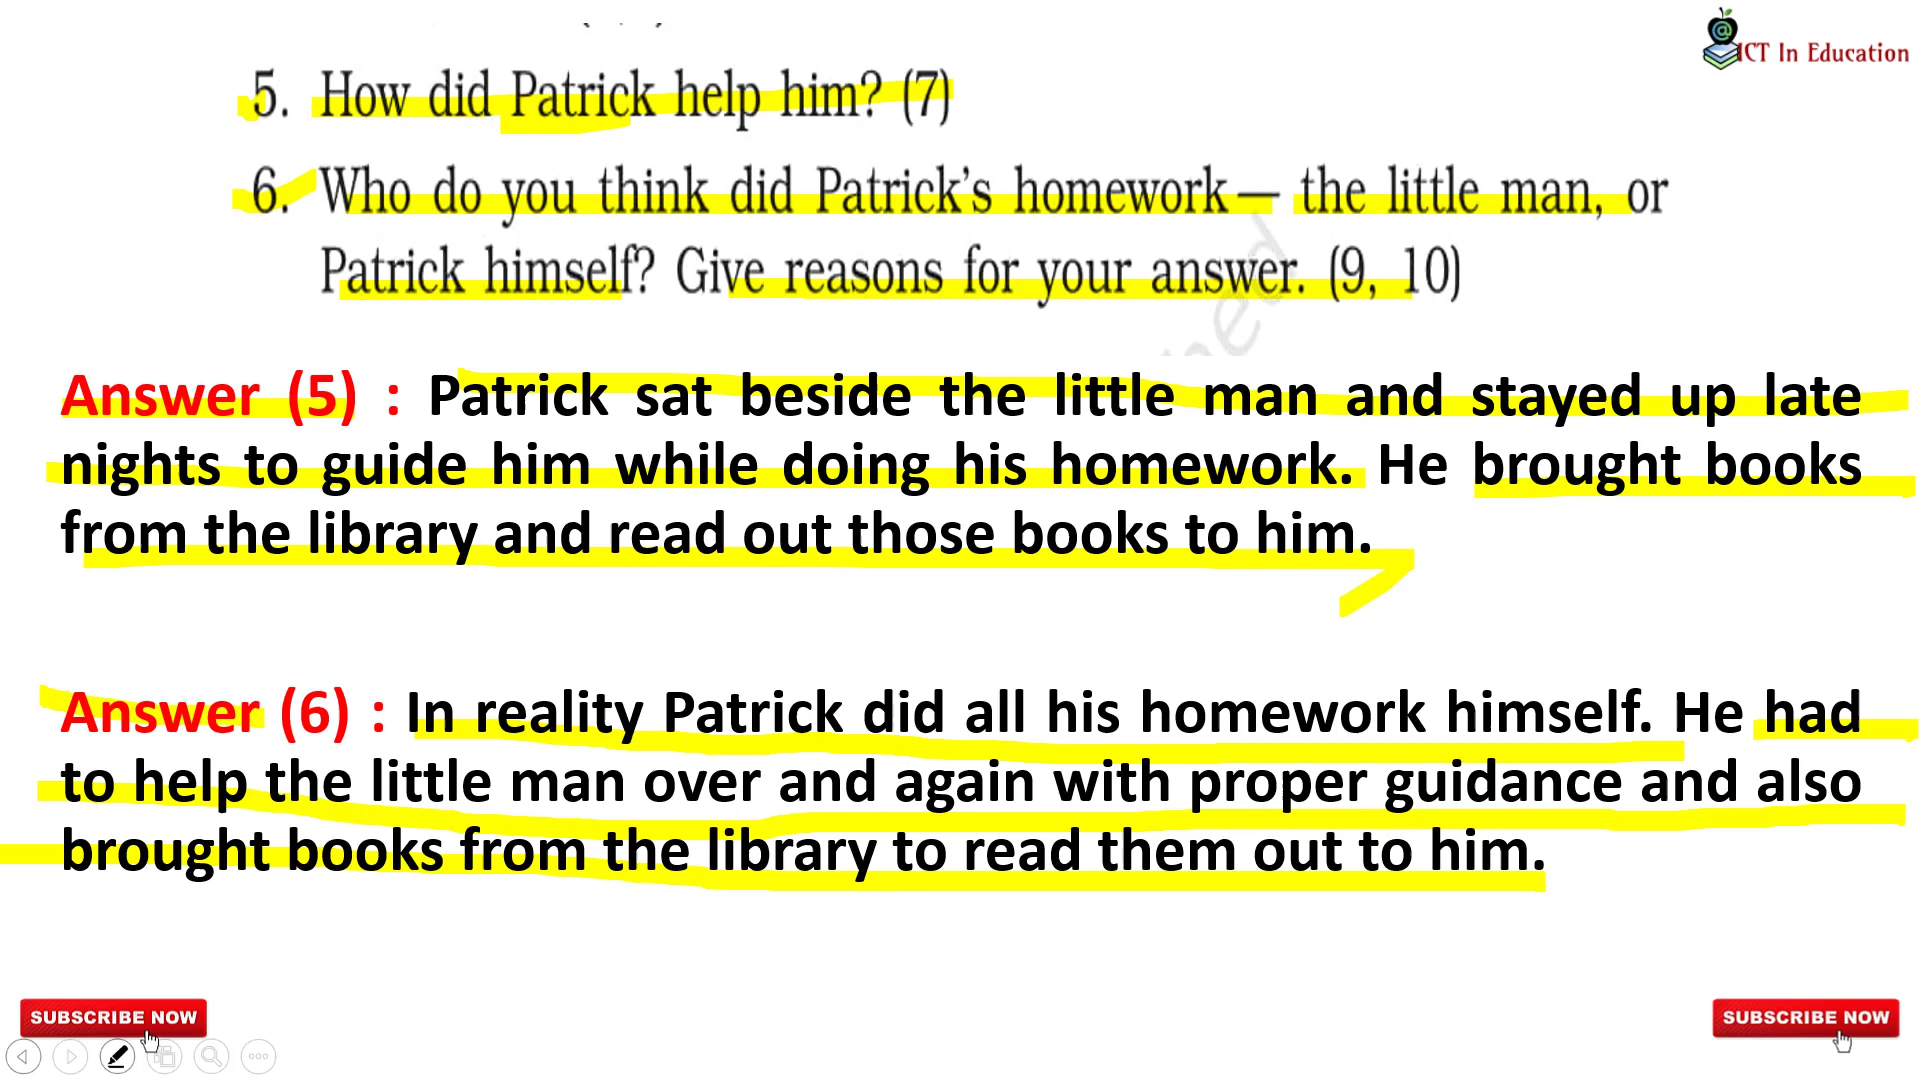 ICT In Education
5. How did Patrick help him? (7)
6. Who do you think did Patrick's homework— the little man, or
Patrick himself? Give reasons for your answer. (9, 10)
Answer (5) : Patrick sat beside the little man and stayed up late
nights to guide him while doing his homework. He brought books
from the library and read out those books to him.
Answer (6) : In reality Patrick did all his homework himself. He had
to help the little man over and again with proper guidance and also
brought books from the library to read them out to him.
SUBSCRIBE NOW
SUBSCRIBE NOW